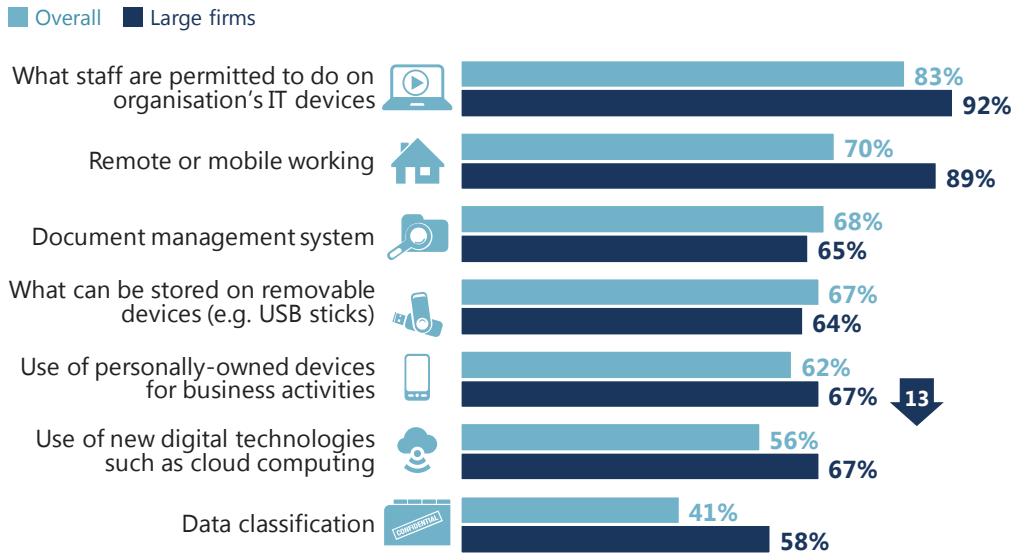 Overall Large firms
What staff are permitted to do on
organisation's IT devices
83%
92%
Remote or mobile working
70%
89%
Document management system
68%
65%
What can be stored on removable
devices (e.g. USB sticks)
67%
64%
Use of personally-owned devices
for business activities
62%
67% 13
Use of new digital technologies
such as cloud computing
56%
67%
Data classification
CONFIDENTIAL
41%
58%